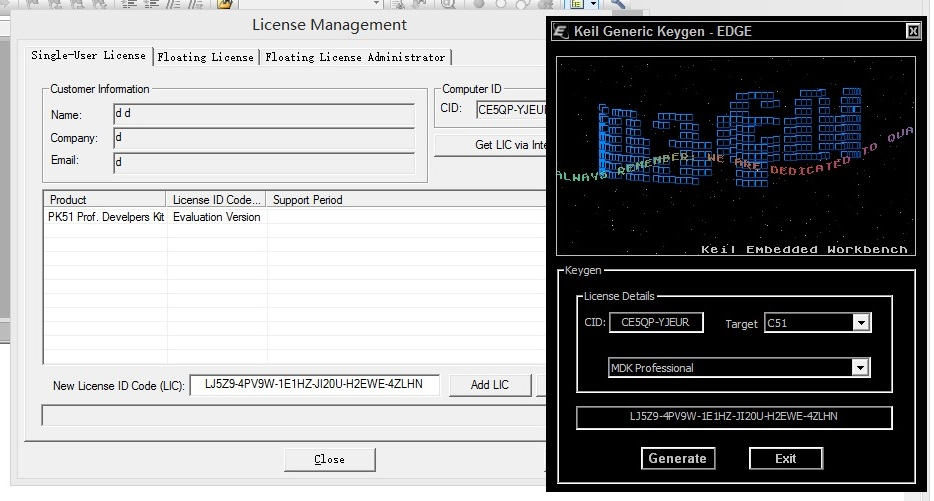 License Management
Single-User License
Floating License
Floating License Administrator
Customer Information
Name: d d
Company: d
Email: d
Computer ID
CID: CE5QP-YJEUR
Get LIC via Inte
Product License ID Code... Support Period
PK51 Prof. Develpers Kit Evaluation Version
New License ID Code (LIC): LJ5Z9-4PV9W-1E1HZ-JI20U-H2EWE-4ZLHN Add LIC
Close
Keil Generic Keygen - EDGE
ALWAYS REMEMBER, WE ARE DEDICATED TO QUA
Keil Embedded Workbench
Keygen
License Details
CID: CE5QP-YJEUR Target C51
MDK Professional
LJ5Z9-4PV9W-1E1HZ-JI20U-H2EWE-4ZLHN
Generate Exit